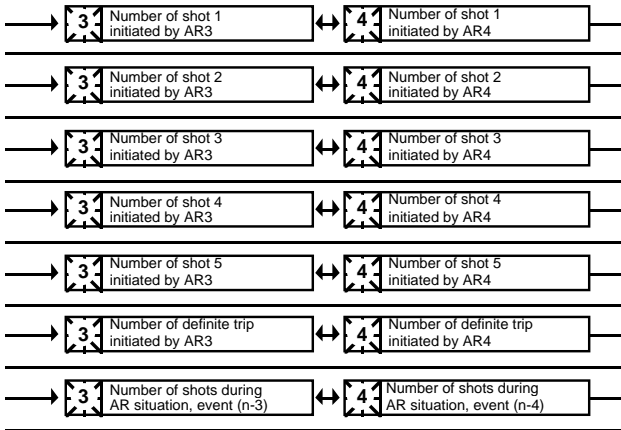 3 Number of shot 1 initiated by AR3 4 Number of shot 1 initiated by AR4
3 Number of shot 2 initiated by AR3 4 Number of shot 2 initiated by AR4
3 Number of shot 3 initiated by AR3 4 Number of shot 3 initiated by AR4
3 Number of shot 4 initiated by AR3 4 Number of shot 4 initiated by AR4
3 Number of shot 5 initiated by AR3 4 Number of shot 5 initiated by AR4
3 Number of definite trip initiated by AR3 4 Number of definite trip initiated by AR4
3 Number of shots during AR situation, event (n-3) 4 Number of shots during AR situation, event (n-4)